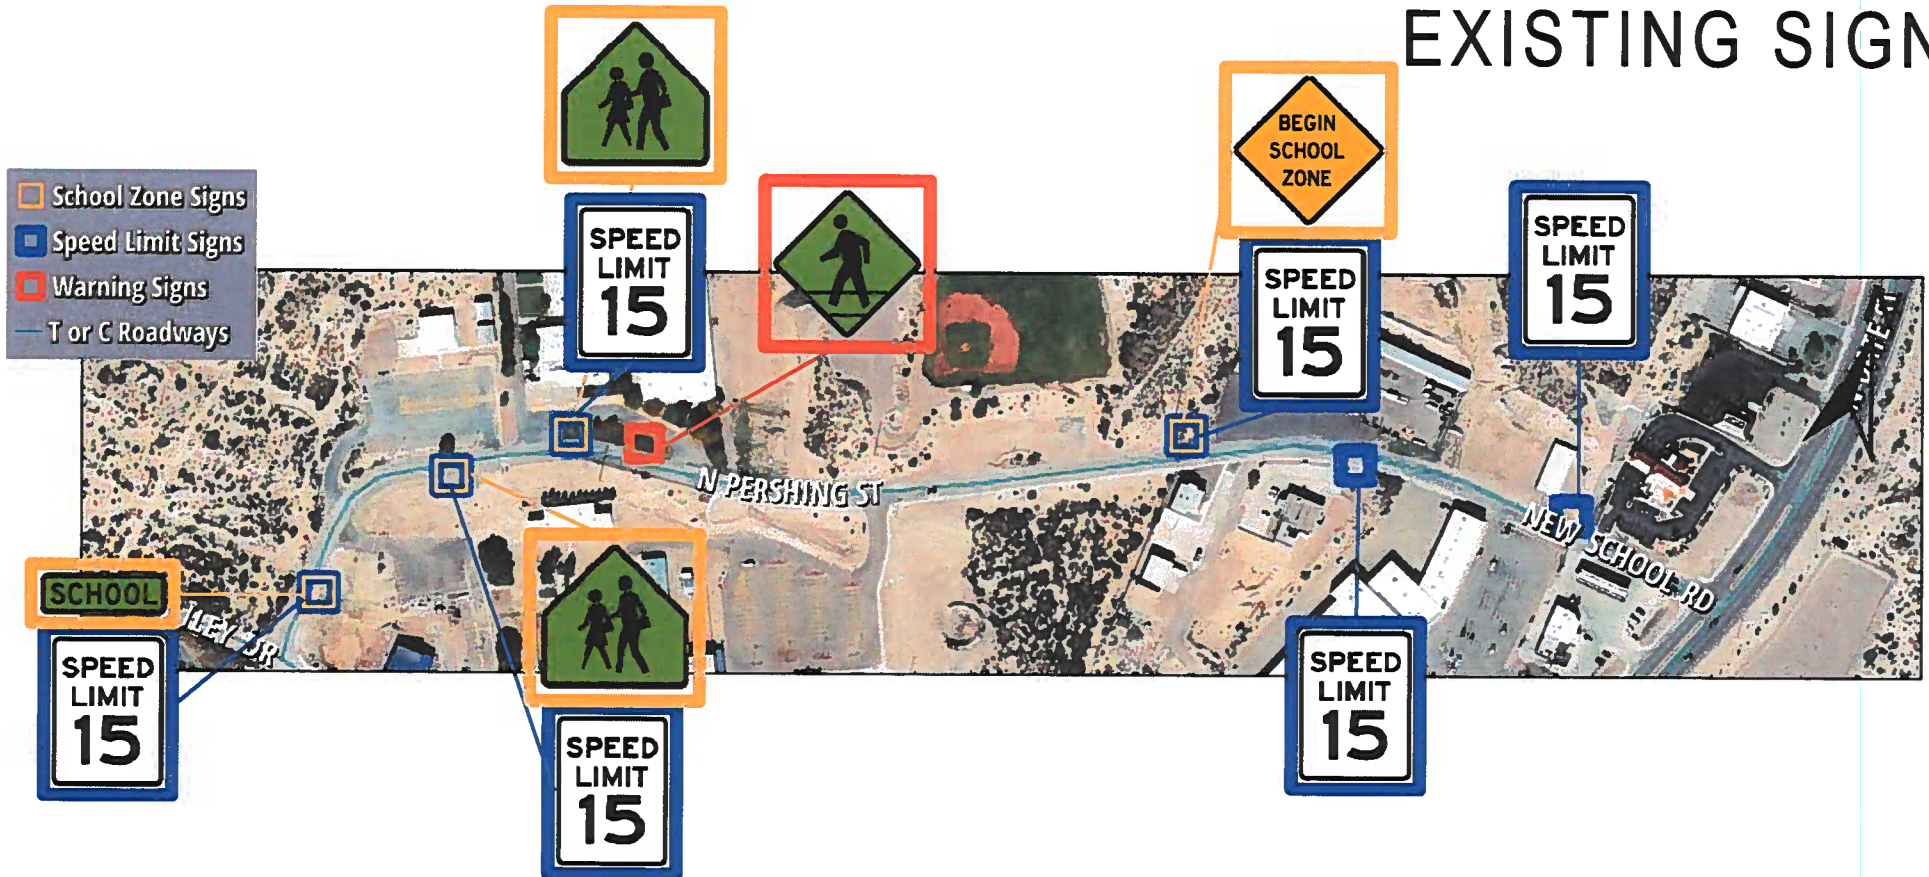 EXISTING SIGN
BEGIN
SCHOOL
ZONE
School Zone Signs
Speed Limit Signs
Warning Signs
T or C Roadways
SPEED
LIMIT
15
SPEED
LIMIT
15
SPEED
LIMIT
15
N PERSHING ST
NEW SCHOOL RD
SCHOOL
SPEED
LIMIT
15
SPEED
LIMIT
15
SPEED
LIMIT
15